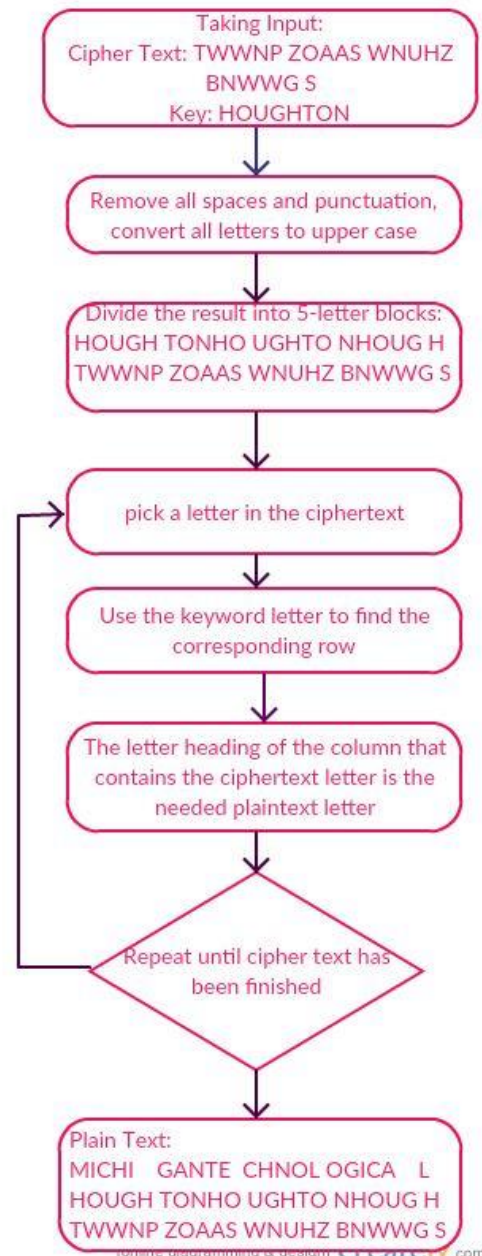 Taking Input:
Cipher Text: TWWNP ZOAAS WNUHZ
BNWWG S
Key: HOUGHTON
Remove all spaces and punctuation,
convert all letters to upper case
Divide the result into 5-letter blocks:
HOUGH TONHO UGHTO NHOUG H
TWWNP ZOAAS WNUHZ BNWWG S
pick a letter in the ciphertext
Use the keyword letter to find the
corresponding row
The letter heading of the column that
contains the ciphertext letter is the
needed plaintext letter
Repeat until cipher text has
been finished
Plain Text:
MICHI GANTE CHNOL OGICA L
HOUGH TONHO UGHTO NHOUG H
TWWNP ZOAAS WNUHZ BNWWG S